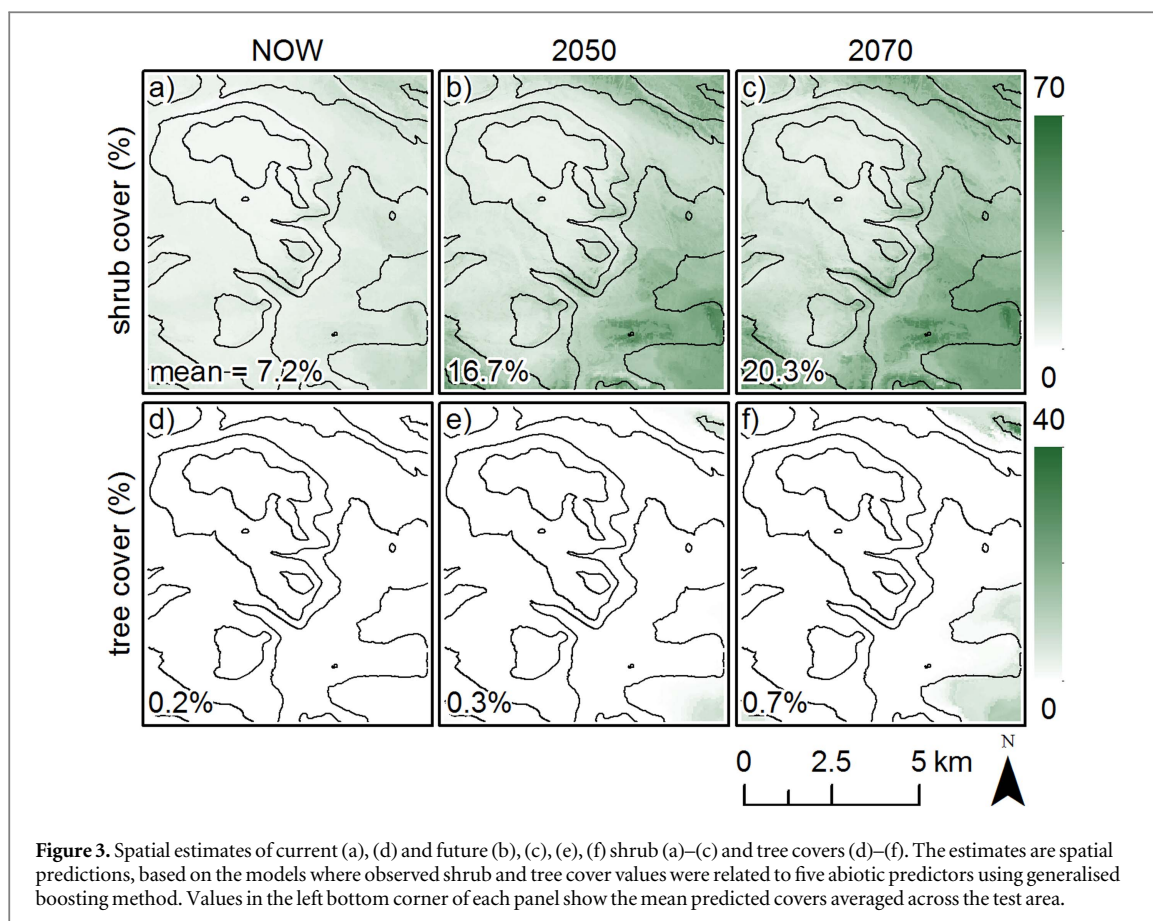 NOW 2050 2070
a) b) c) 70
shrub cover (%)
mean = 7.2% 16.7% 20.3% 0
d) e) f) 40
tree cover (%)
0.2% 0.3% 0.7% 0
0 2.5 5 km N
Figure 3. Spatial estimates of current (a), (d) and future (b), (c), (e), (f) shrub (a)–(c) and tree covers (d)–(f). The estimates are spatial
predictions, based on the models where observed shrub and tree cover values were related to five abiotic predictors using generalised
boosting method. Values in the left bottom corner of each panel show the mean predicted covers averaged across the test area.